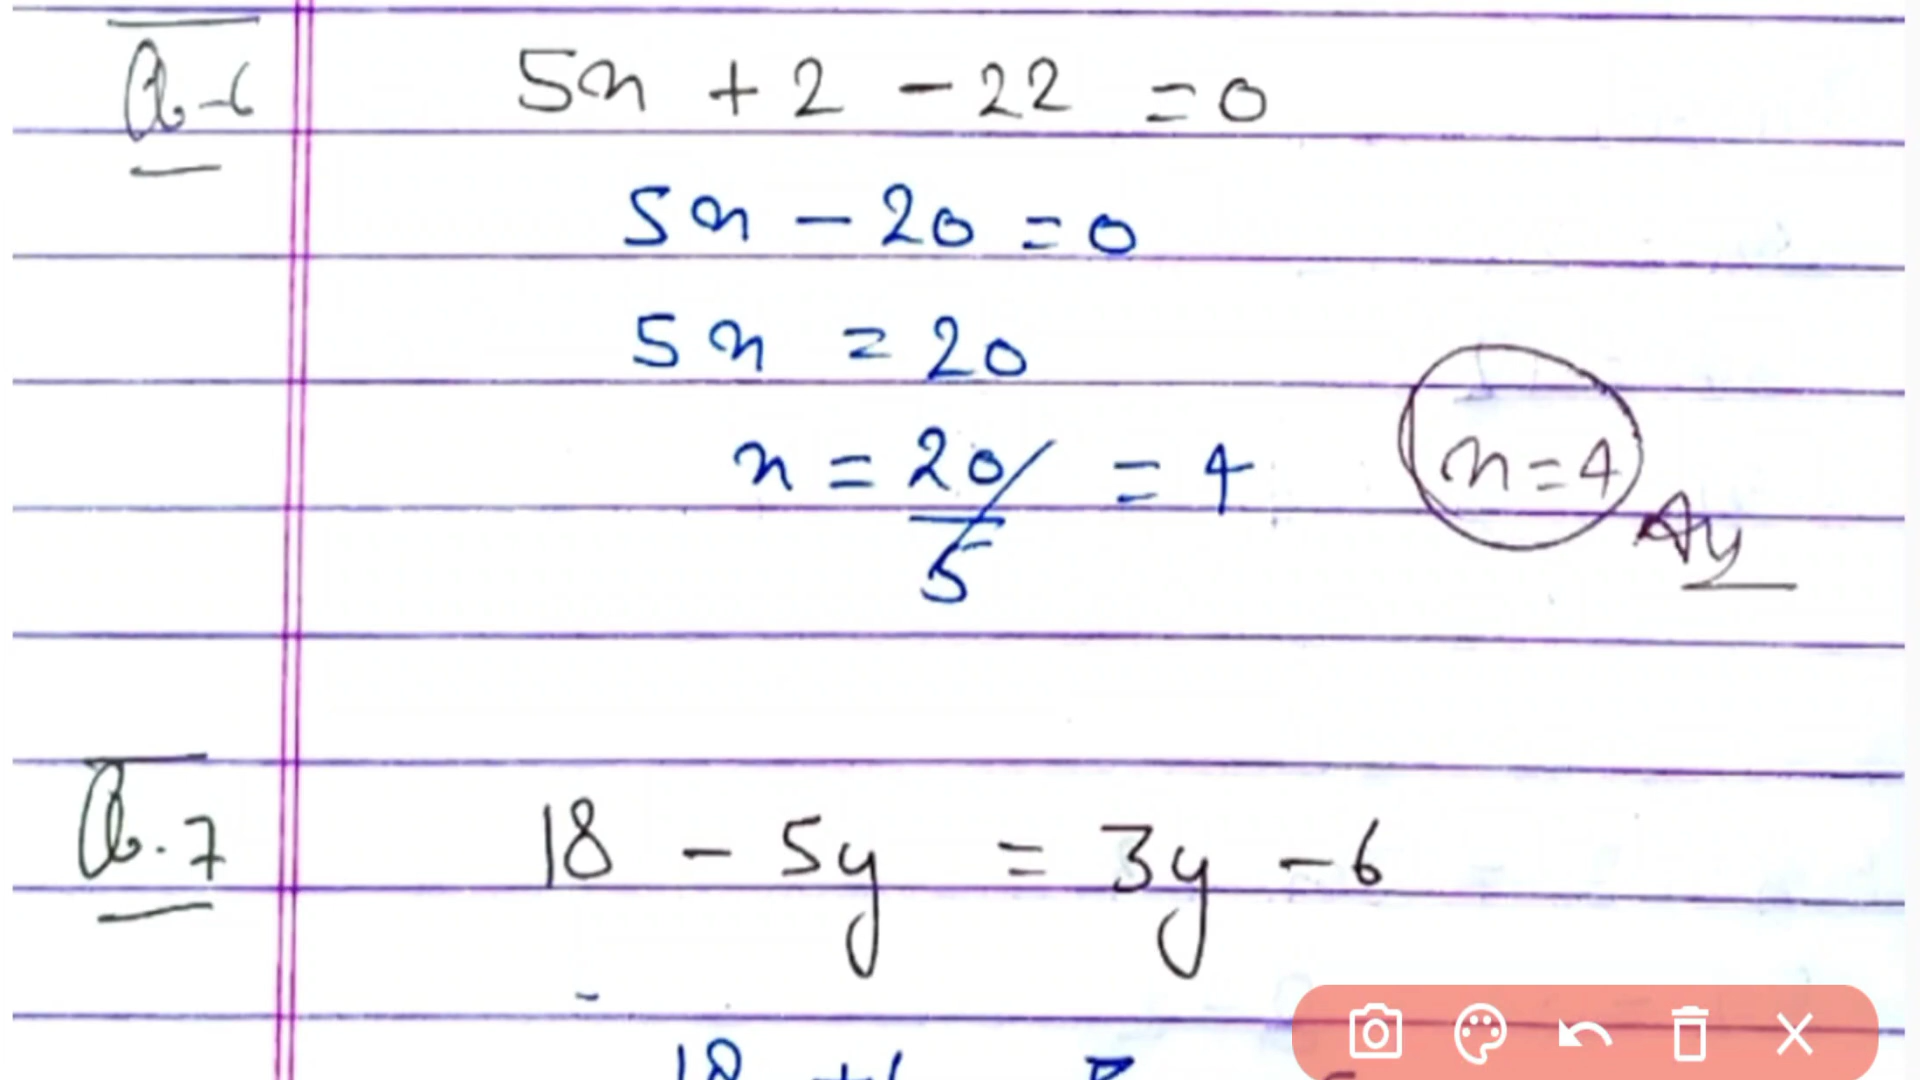 Q-6 5x + 2 - 22 = 0
5x - 20 = 0
5x = 20
x = 20/5 = 4
x = 4
Q.7 18 - 5y = 3y - 6